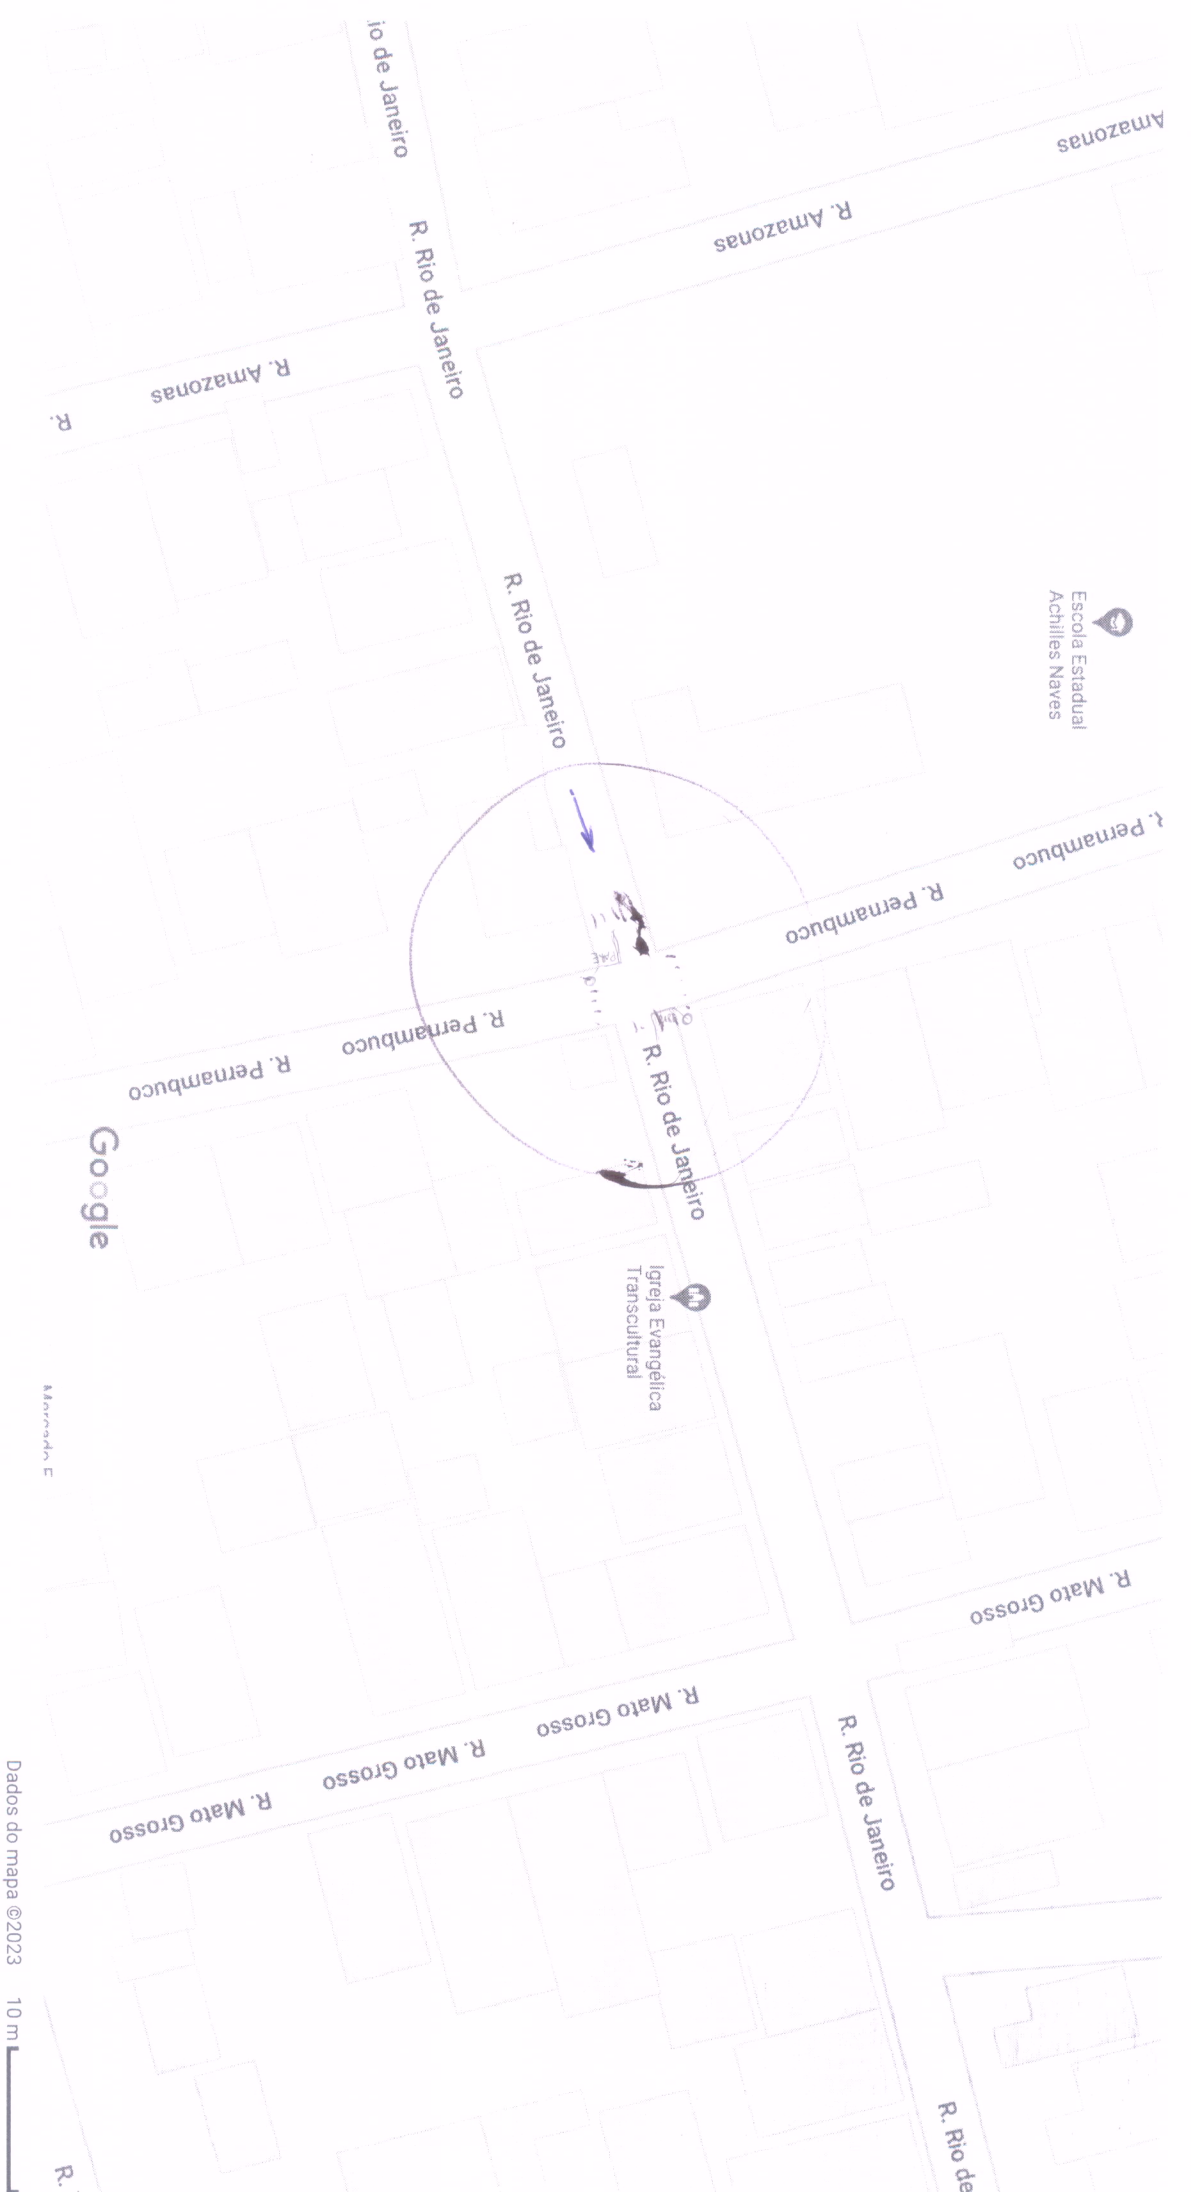 io de Janeiro
Amazonas
R. Amazonas
R. Rio de Janeiro
R. Amazonas
R.
R. Rio de Janeiro
Escola Estadual
Achilles Naves
R. Pernambuco
R. Pernambuco
PARE
R. Pernambuco
R. Pernambuco
R. Rio de Janeiro
Google
Igreja Evangélica
Transcultural
R. Mato Grosso
R. Mato Grosso
R. Mato Grosso
R. Mato Grosso
R. Rio de Janeiro
Dados do mapa ©2023
10 m
R. Rio de
R.